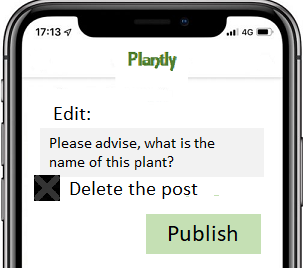 17:13 4G
Plantly
Edit:
Please advise, what is the
name of this plant?
Delete the post
Publish